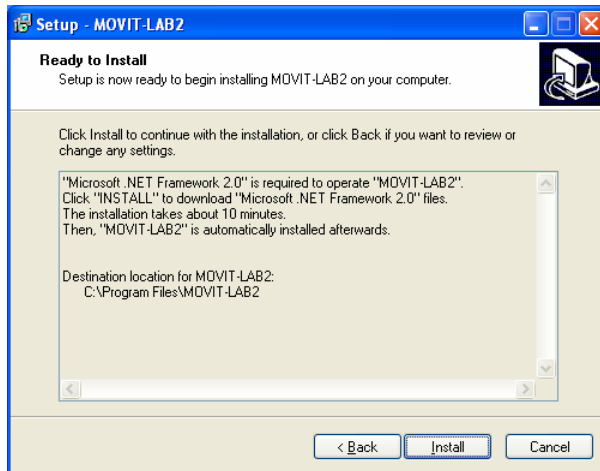 Setup - MOVIT-LAB2
Ready to Install
Setup is now ready to begin installing MOVIT-LAB2 on your computer.
Click Install to continue with the installation, or click Back if you want to review or
change any settings.
"Microsoft .NET Framework 2.0" is required to operate "MOVIT-LAB2".
Click "INSTALL" to download "Microsoft .NET Framework 2.0" files.
The installation takes about 10 minutes.
Then, "MOVIT-LAB2" is automatically installed afterwards.
Destination location for MOVIT-LAB2:
C:\Program Files\MOVIT-LAB2
< Back
Install
Cancel